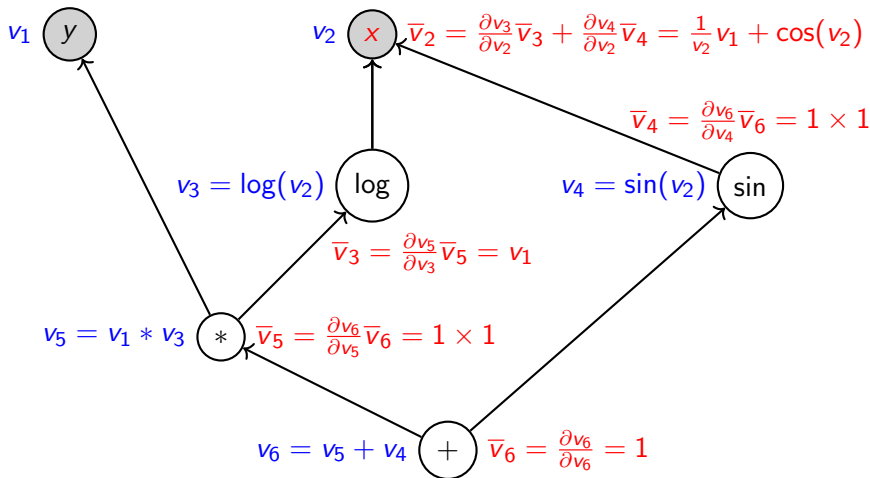 v₁ y v₂ x v̅₂ = ∂v₃/∂v₂ v̅₃ + ∂v₄/∂v₂ v̅₄ = 1/v₂ v₁ + cos(v₂)
v̅₄ = ∂v₆/∂v₄ v̅₆ = 1 × 1
v₃ = log(v₂) log v₄ = sin(v₂) sin
v̅₃ = ∂v₅/∂v₃ v̅₅ = v₁
v₅ = v₁ ∗ v₃ ∗ v̅₅ = ∂v₆/∂v₅ v̅₆ = 1 × 1
v₆ = v₅ + v₄ + v̅₆ = ∂v₆/∂v₆ = 1